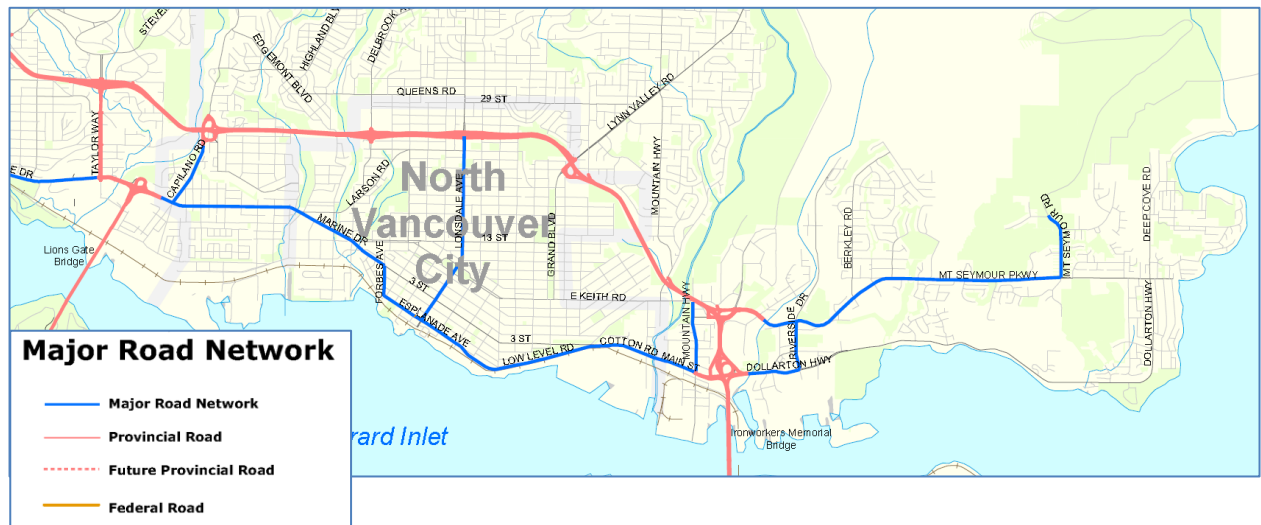 STEVE
HIGHLAND BLV
DELBROOK A
EDGEMONT BLVD
QUEENS RD
29 ST
LYNN VALLEY RD
TAYLOR WAY
CAPILANO RD
E DR
LARSON RD
MOUNTAIN HWY
North
Vancouver
City
LONSDALE AVE
MARINE DR
13 ST
GRAND BLVD
BERKLEY RD
DEEP COVE RD
MT SEYMOUR RD
Lions Gate
Bridge
FORBES AVE
3 ST
E KEITH RD
MT SEYMOUR PKWY
ESPLANADE AVE
MOUNTAIN HWY
RIVERSIDE DR
DOLLARTON HWY
3 ST
LOW LEVEL RD
COTTON RD
MAIN ST
DOLLARTON HWY
Ironworkers Memorial
Bridge
rard Inlet
Major Road Network
Major Road Network
Provincial Road
Future Provincial Road
Federal Road